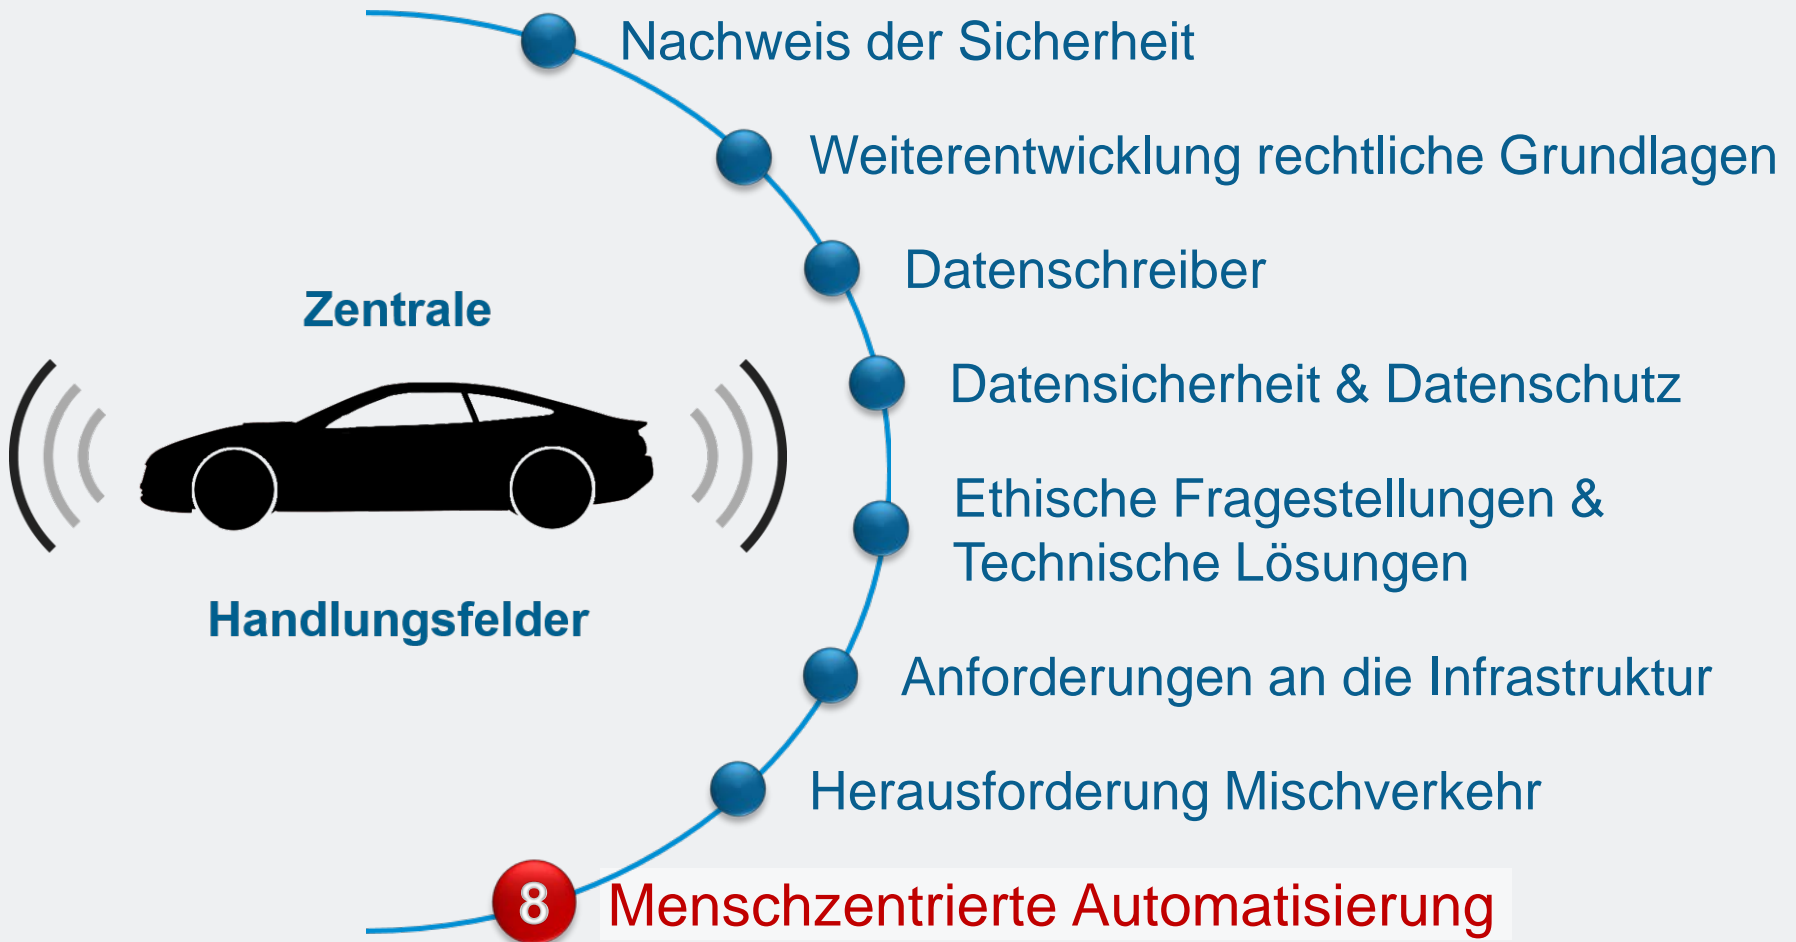 Nachweis der Sicherheit
Weiterentwicklung rechtliche Grundlagen
Datenschreiber
Zentrale
Datensicherheit & Datenschutz
Ethische Fragestellungen &
Technische Lösungen
Handlungsfelder
Anforderungen an die Infrastruktur
Herausforderung Mischverkehr
8 Menschzentrierte Automatisierung